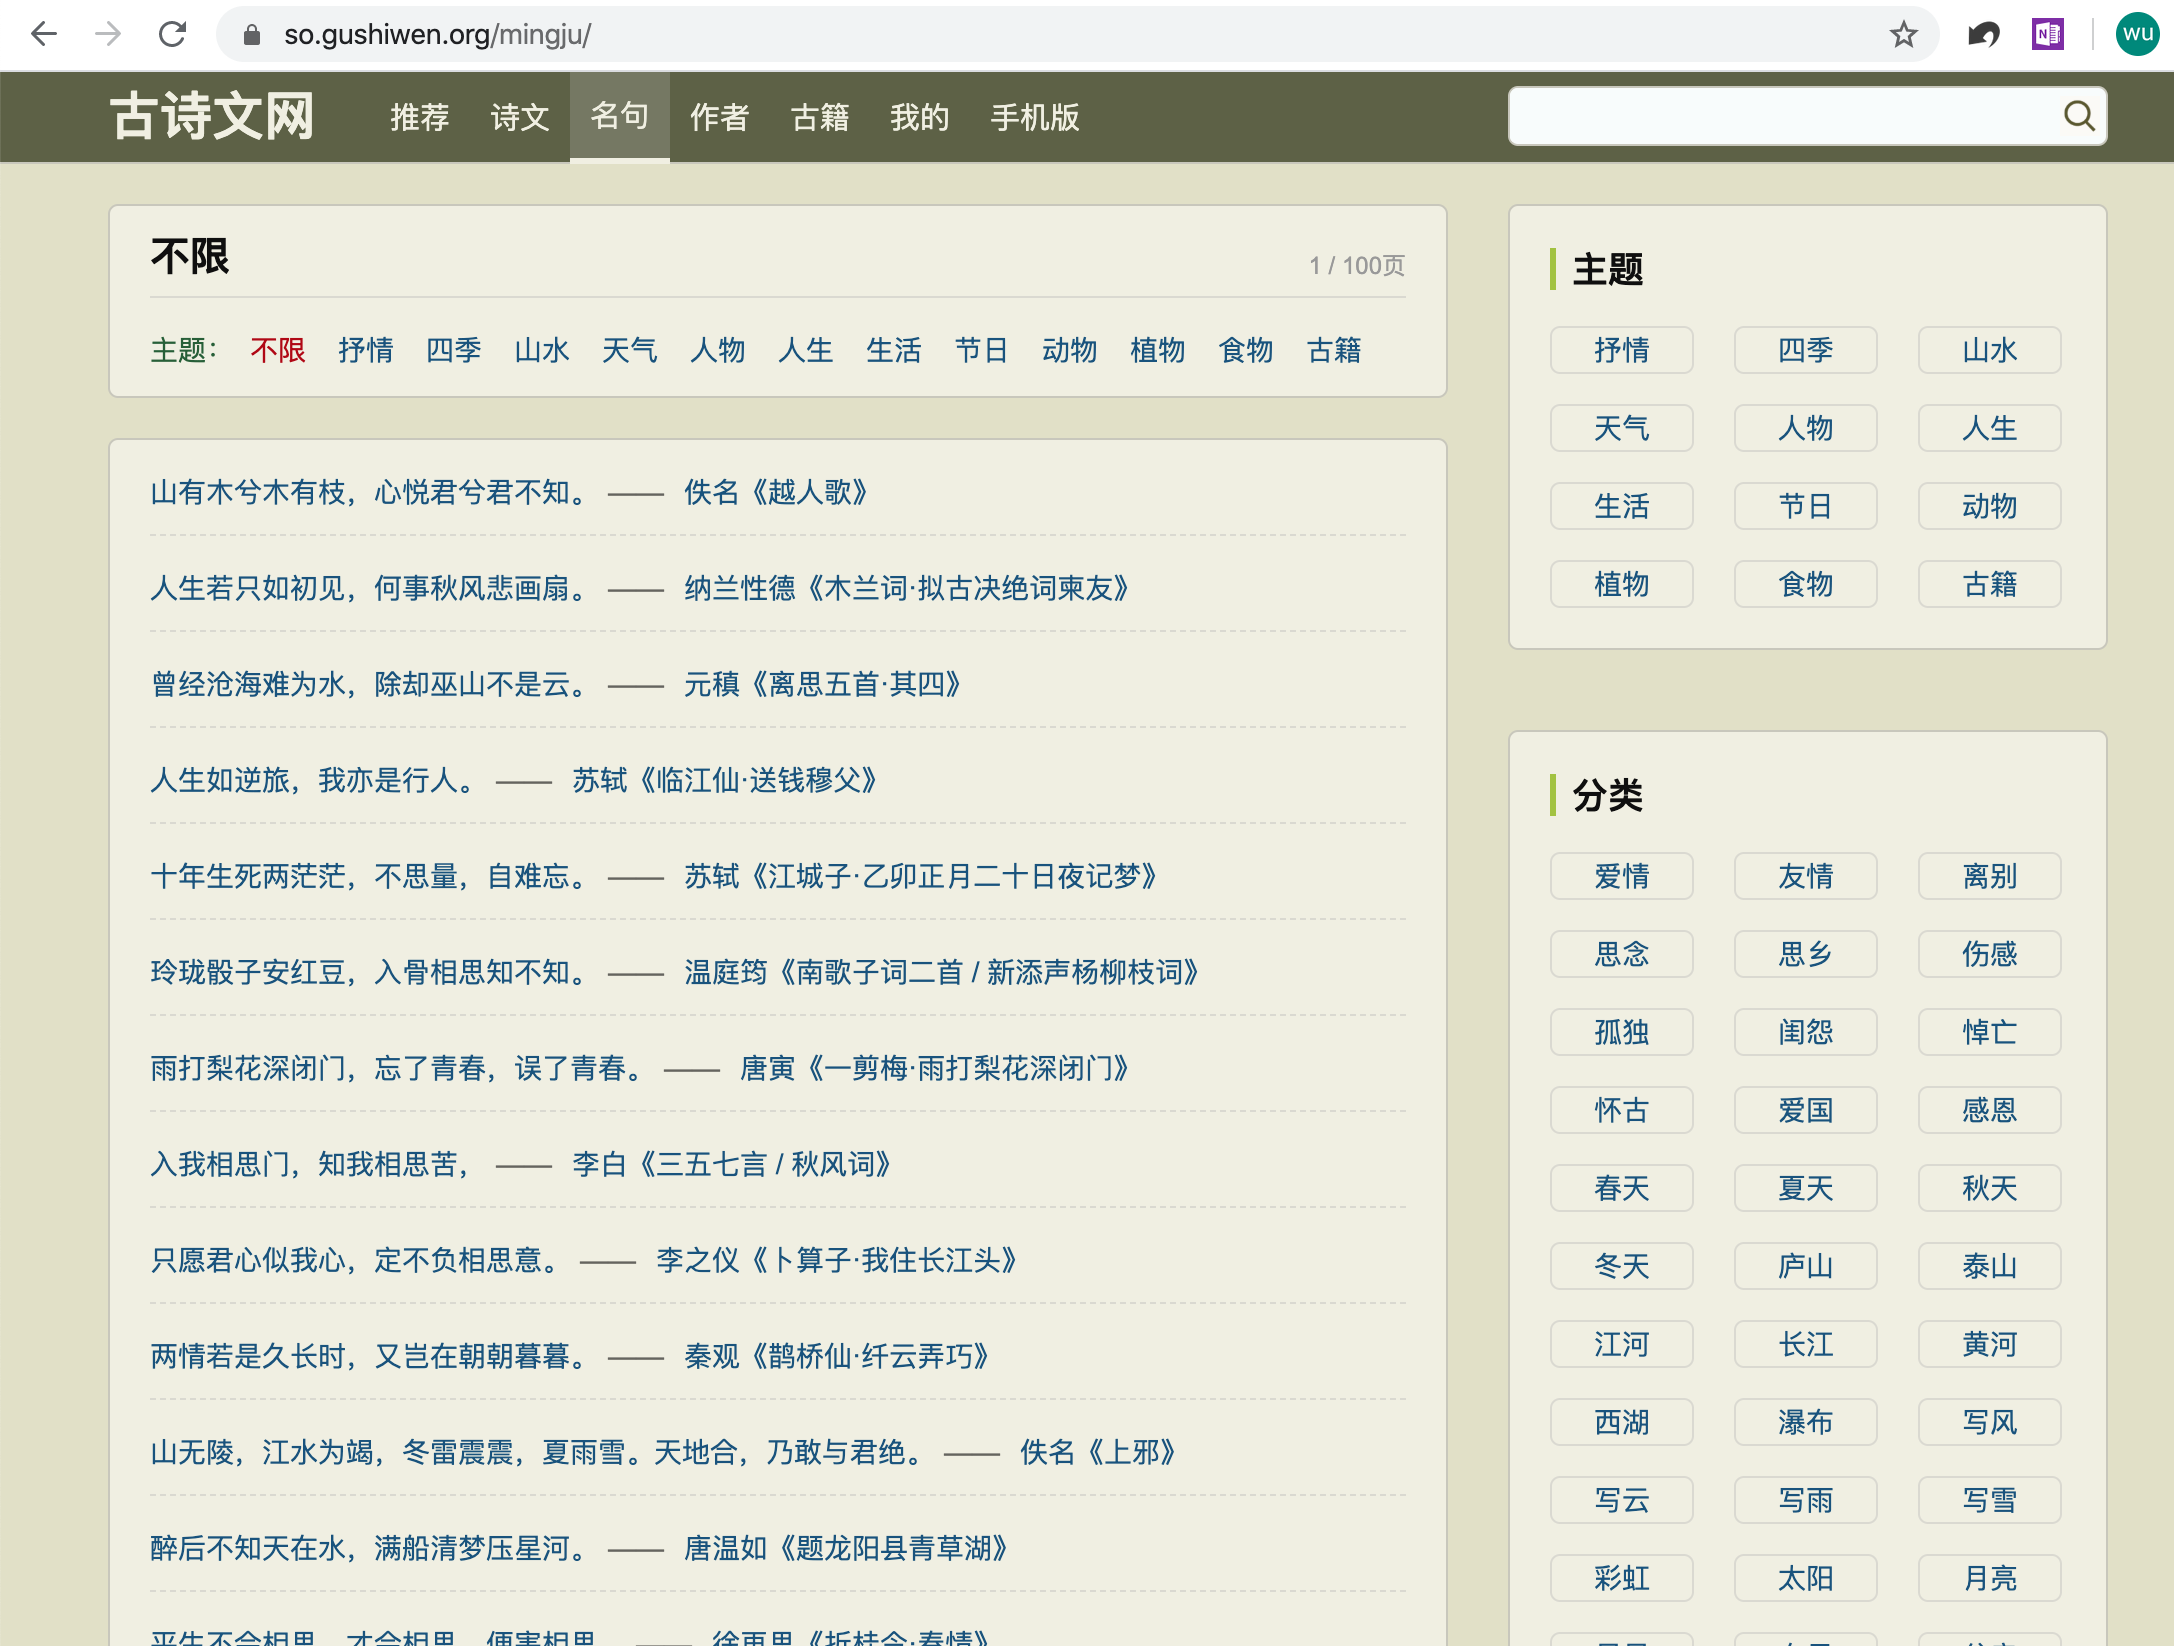 so.gushiwen.org/mingju/
wu
古诗文网 推荐 诗文 名句 作者 古籍 我的 手机版
不限
1 / 100页
主题： 不限 抒情 四季 山水 天气 人物 人生 生活 节日 动物 植物 食物 古籍
山有木兮木有枝，心悦君兮君不知。 —— 佚名《越人歌》
人生若只如初见，何事秋风悲画扇。 —— 纳兰性德《木兰词·拟古决绝词柬友》
曾经沧海难为水，除却巫山不是云。 —— 元稹《离思五首·其四》
人生如逆旅，我亦是行人。 —— 苏轼《临江仙·送钱穆父》
十年生死两茫茫，不思量，自难忘。 —— 苏轼《江城子·乙卯正月二十日夜记梦》
玲珑骰子安红豆，入骨相思知不知。 —— 温庭筠《南歌子词二首 / 新添声杨柳枝词》
雨打梨花深闭门，忘了青春，误了青春。 —— 唐寅《一剪梅·雨打梨花深闭门》
入我相思门，知我相思苦， —— 李白《三五七言 / 秋风词》
只愿君心似我心，定不负相思意。 —— 李之仪《卜算子·我住长江头》
两情若是久长时，又岂在朝朝暮暮。 —— 秦观《鹊桥仙·纤云弄巧》
山无陵，江水为竭，冬雷震震，夏雨雪。天地合，乃敢与君绝。 —— 佚名《上邪》
醉后不知天在水，满船清梦压星河。 —— 唐温如《题龙阳县青草湖》
平生不会相思，才会相思，便害相思。 —— 徐再思《折桂令·春情》
主题
抒情 四季 山水
天气 人物 人生
生活 节日 动物
植物 食物 古籍
分类
爱情 友情 离别
思念 思乡 伤感
孤独 闺怨 悼亡
怀古 爱国 感恩
春天 夏天 秋天
冬天 庐山 泰山
江河 长江 黄河
西湖 瀑布 写风
写云 写雨 写雪
彩虹 太阳 月亮